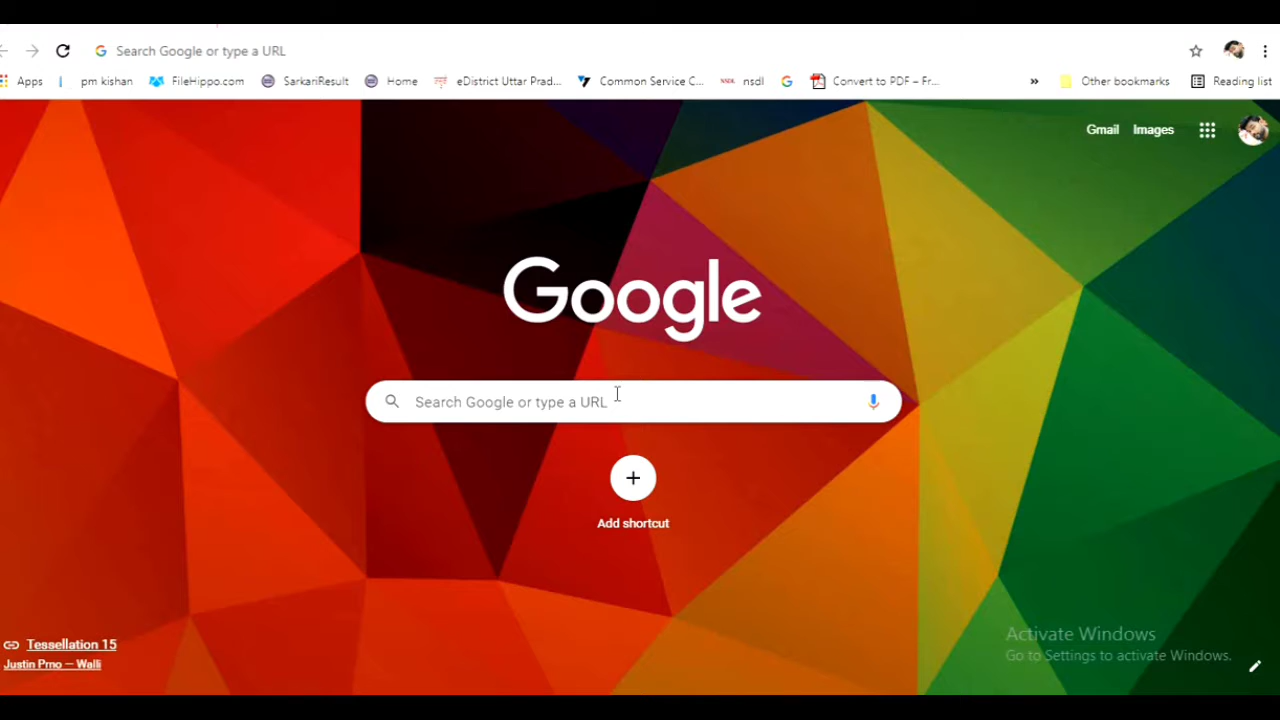 Search Google or type a URL
Apps pm kishan FileHippo.com SarkariResult Home eDistrict Uttar Prad... Common Service C... NSDL nsdl Convert to PDF – Fr... » Other bookmarks Reading list
Gmail Images
Google
Search Google or type a URL
Add shortcut
Tessellation 15
Justin Prno — Walli
Activate Windows
Go to Settings to activate Windows.